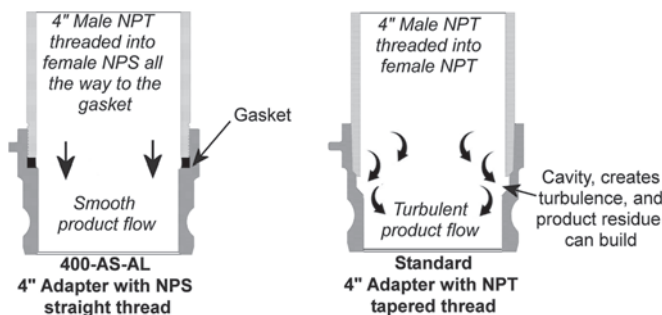 4" Male NPT
threaded into
female NPS all
the way to the
gasket
Gasket
Smooth
product flow
400-AS-AL
4" Adapter with NPS
straight thread
4" Male NPT
threaded into
female NPT
Cavity, creates
turbulence, and
product residue
can build
Turbulent
product flow
Standard
4" Adapter with NPT
tapered thread